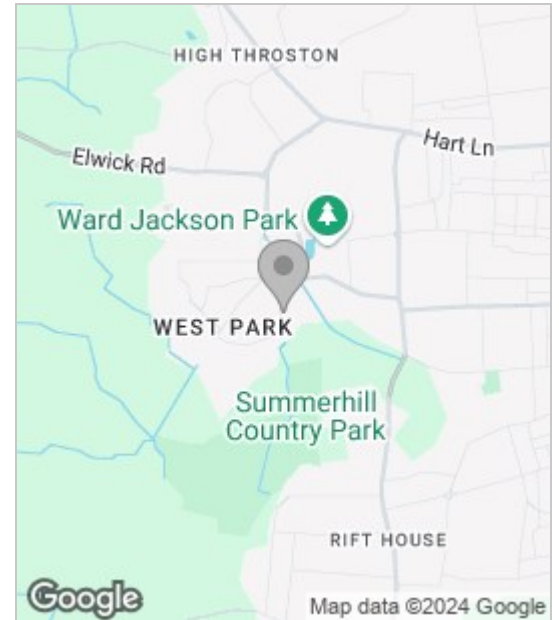 HIGH THROSTON
Hart Ln
Elwick Rd
Ward Jackson Park
WEST PARK
Summerhill
Country Park
RIFT HOUSE
Google
Map data ©2024 Google